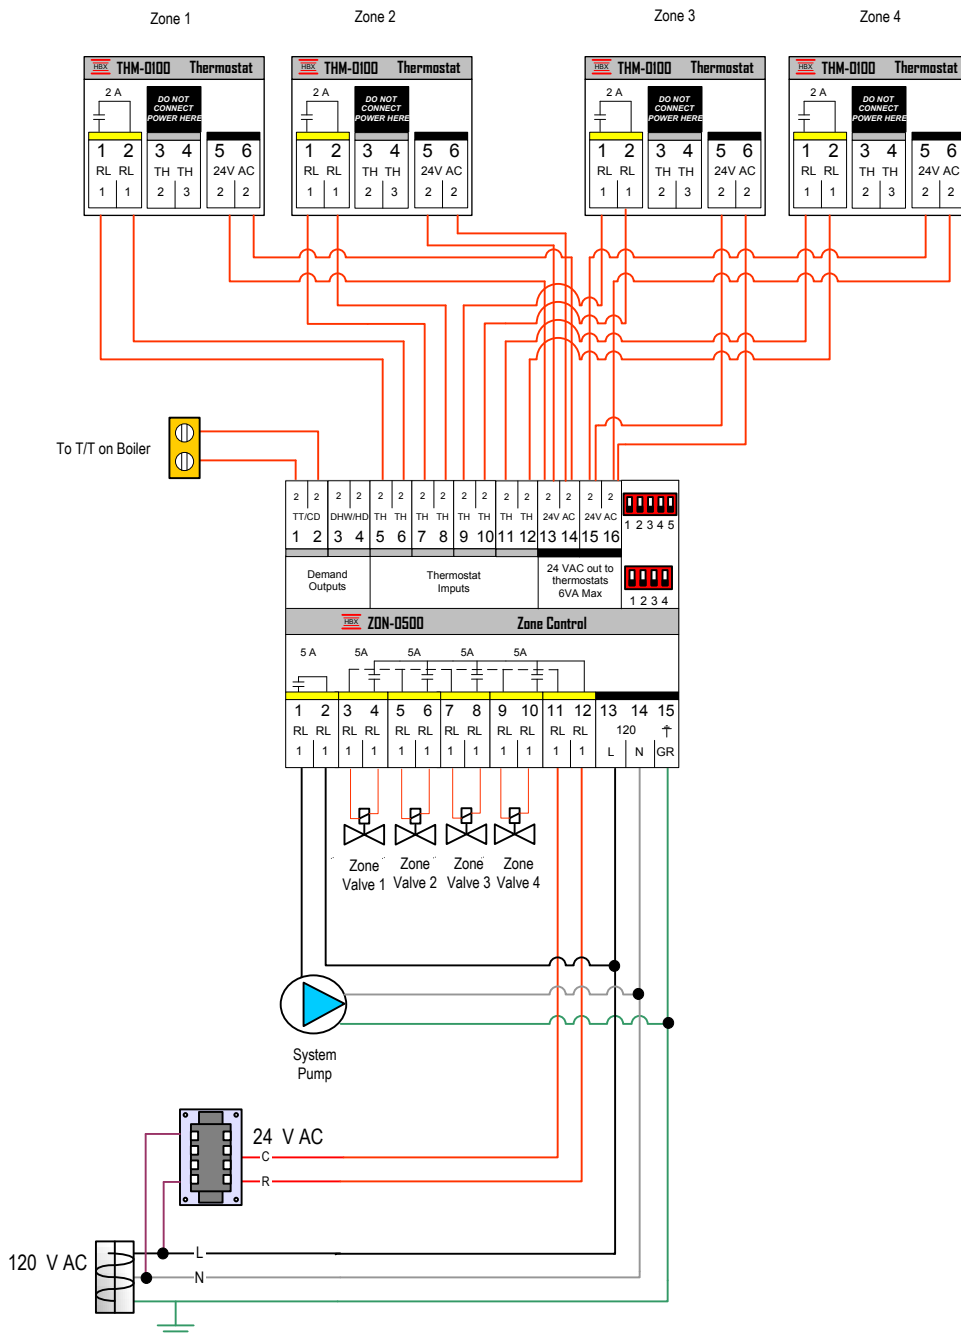 Zone 1 Zone 2 Zone 3 Zone 4
HBX THM-0100 Thermostat HBX THM-0100 Thermostat HBX THM-0100 Thermostat HBX THM-0100 Thermostat
2 A DO NOT 2 A DO NOT 2 A DO NOT 2 A DO NOT
CONNECT CONNECT CONNECT CONNECT
POWER HERE POWER HERE POWER HERE POWER HERE
1 2 3 4 5 6 1 2 3 4 5 6 1 2 3 4 5 6 1 2 3 4 5 6
RL RL TH TH 24V AC RL RL TH TH 24V AC RL RL TH TH 24V AC RL RL TH TH 24V AC
1 1 2 3 2 2 1 1 2 3 2 2 1 1 2 3 2 2 1 1 2 3 2 2
To T/T on Boiler
2 2 2 2 2 2 2 2 2 2 2 2 2 2 2 2
TT/CD DHW/HD TH TH TH TH TH TH TH TH 24V AC 24V AC
1 2 3 4 5 6 7 8 9 10 11 12 13 14 15 16
1 2 3 4 5
Demand Outputs
Thermostat Imputs
24 VAC out to
thermostats
6VA Max
1 2 3 4
HBX ZON-0500 Zone Control
5 A 5A 5A 5A 5A
1 2 3 4 5 6 7 8 9 10 11 12 13 14 15
RL RL RL RL RL RL RL RL RL RL RL RL 120
1 1 1 1 1 1 1 1 1 1 1 1 L N GR
Zone Zone Zone Zone
Valve 1 Valve 2 Valve 3 Valve 4
System
Pump
24 V AC
C
R
120 V AC
L
N